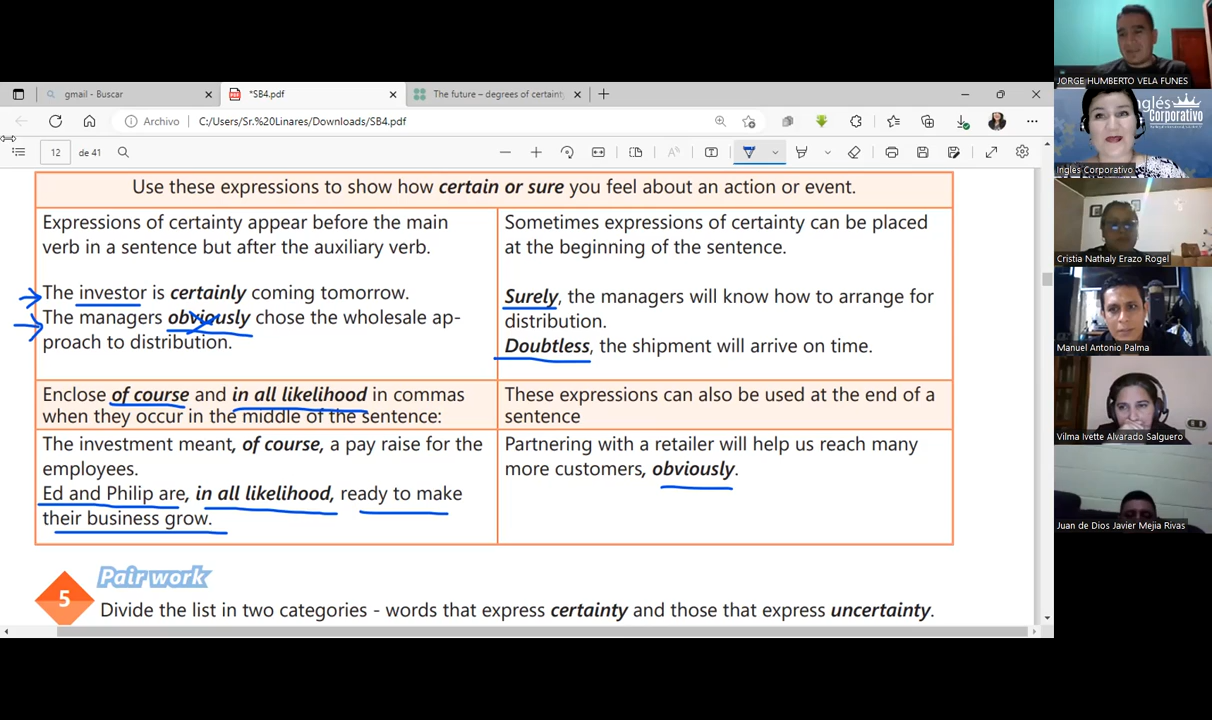 gmail - Buscar
*SB4.pdf
The future – degrees of certaint
Archivo
C:/Users/Sr.%20Linares/Downloads/SB4.pdf
12
de 41
Use these expressions to show how certain or sure you feel about an action or event.
Expressions of certainty appear before the main
verb in a sentence but after the auxiliary verb.
The investor is certainly coming tomorrow.
The managers obviously chose the wholesale ap-
proach to distribution.
Sometimes expressions of certainty can be placed
at the beginning of the sentence.
Surely, the managers will know how to arrange for
distribution.
Doubtless, the shipment will arrive on time.
Enclose of course and in all likelihood in commas
when they occur in the middle of the sentence:
These expressions can also be used at the end of a
sentence
The investment meant, of course, a pay raise for the
employees.
Ed and Philip are, in all likelihood, ready to make
their business grow.
Partnering with a retailer will help us reach many
more customers, obviously.
5
Pair work
Divide the list in two categories - words that express certainty and those that express uncertainty.
JORGE HUMBERTO VELA FUNES
Inglés
Corporativo
Inglés Corporativo
Cristia Nathaly Erazo Rogel
Manuel Antonio Palma
Vilma Ivette Alvarado Salguero
Juan de Dios Javier Mejia Rivas